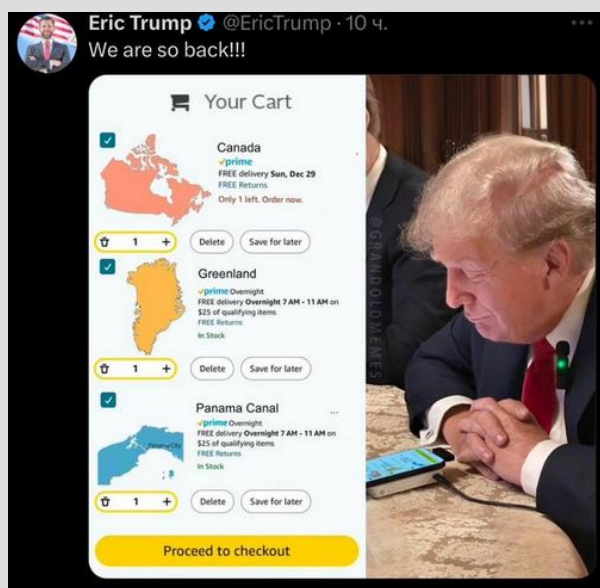 Eric Trump @EricTrump · 10 ч.
We are so back!!!
Your Cart
Canada
prime
FREE delivery Sun, Dec 29
FREE Returns
Only 1 left. Order now.
1 + Delete Save for later
Greenland
prime Overnight
FREE delivery Overnight 7 AM - 11 AM on
$25 of qualifying items
FREE Returns
In Stock
1 + Delete Save for later
Panama Canal
prime Overnight
FREE delivery Overnight 7 AM - 11 AM on
$25 of qualifying items
FREE Returns
In Stock
Panama City
1 + Delete Save for later
Proceed to checkout
@GRANDOLDMEMES